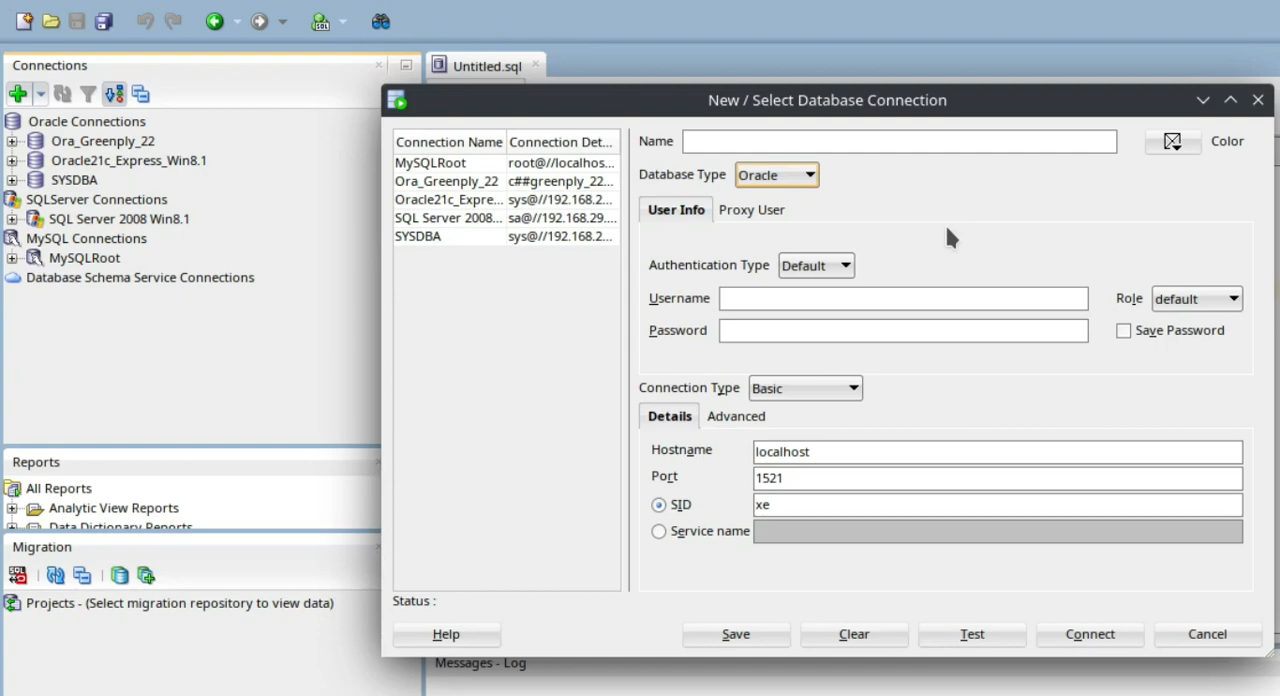 Connections
Untitled.sql
Oracle Connections
Ora_Greenply_22
Oracle21c_Express_Win8.1
SYSDBA
SQLServer Connections
SQL Server 2008 Win8.1
MySQL Connections
MySQLRoot
Database Schema Service Connections
Reports
All Reports
Analytic View Reports
Data Dictionary Reports
Migration
Projects - (Select migration repository to view data)
New / Select Database Connection
Connection Name Connection Det...
MySQLRoot root@//localhos...
Ora_Greenply_22 c##greenply_22...
Oracle21c_Expre... sys@//192.168.2...
SQL Server 2008... sa@//192.168.29....
SYSDBA sys@//192.168.2...
Name
Color
Database Type Oracle
User Info Proxy User
Authentication Type Default
Username
Role default
Password
Save Password
Connection Type Basic
Details Advanced
Hostname localhost
Port 1521
SID xe
Service name
Status :
Help Save Clear Test Connect Cancel
Messages - Log